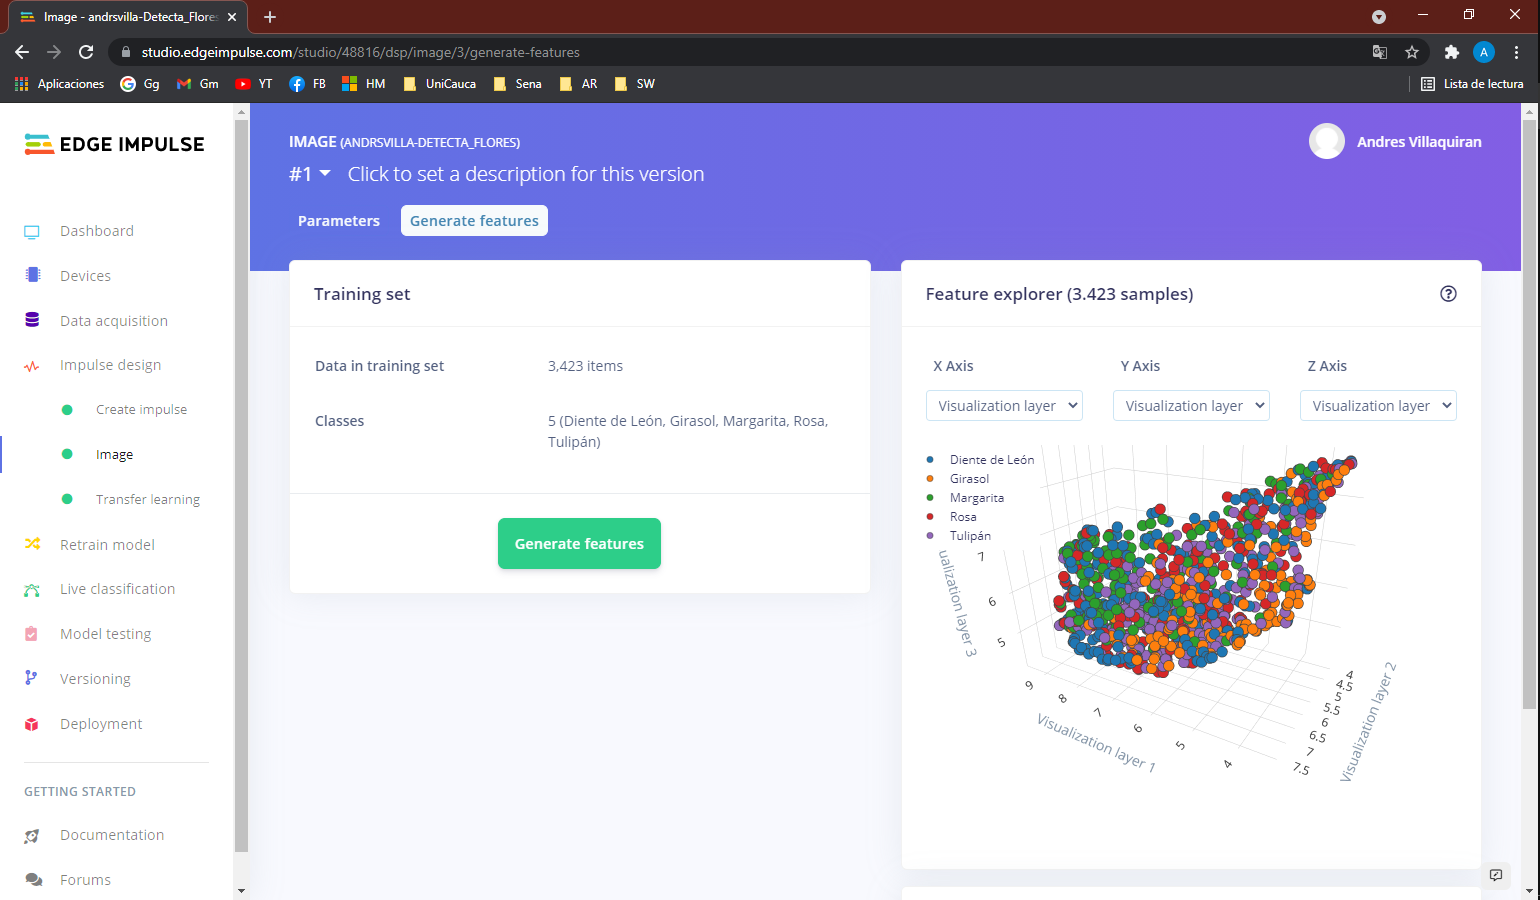 Image - andrsvilla-Detecta_Flores
studio.edgeimpulse.com/studio/48816/dsp/image/3/generate-features
A
Aplicaciones
Gg
Gm
YT
FB
HM
UniCauca
Sena
AR
SW
Lista de lectura
EDGE IMPULSE
Dashboard
Devices
Data acquisition
Impulse design
Create impulse
Image
Transfer learning
Retrain model
Live classification
Model testing
Versioning
Deployment
GETTING STARTED
Documentation
Forums
IMAGE (ANDRSVILLA-DETECTA_FLORES)
#1 Click to set a description for this version
Andres Villaquiran
Parameters
Generate features
Training set
Data in training set 3,423 items
Classes 5 (Diente de León, Girasol, Margarita, Rosa,
Tulipán)
Generate features
Feature explorer (3.423 samples)
X Axis
Y Axis
Z Axis
Visualization layer
Visualization layer
Visualization layer
Diente de León
Girasol
Margarita
Rosa
Tulipán
7
6
5
ualization layer 3
9
8
7
6
5
4
Visualization layer 1
4
4.5
5
5.5
6
6.5
7
7.5
Visualization layer 2